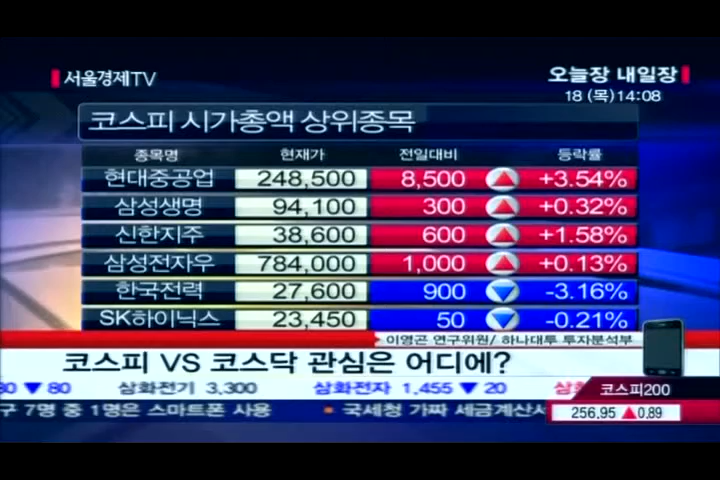 서울경제TV
오늘장 내일장
18 (목)14:08
코스피 시가총액 상위종목
종목명 현재가 전일대비 등락률
현대중공업 248,500 8,500 ▲ +3.54%
삼성생명 94,100 300 ▲ +0.32%
신한지주 38,600 600 ▲ +1.58%
삼성전자우 784,000 1,000 ▲ +0.13%
한국전력 27,600 900 ▼ -3.16%
SK하이닉스 23,450 50 ▼ -0.21%
이영곤 연구위원/ 하나대투 투자분석부
코스피 VS 코스닥 관심은 어디에?
▼ 80 삼화전기 3,300 삼화전자 1,455 ▼ 20
코스피200
256.95 ▲0.89
구 7명 중 1명은 스마트폰 사용 ▪ 국세청 가짜 세금계산서